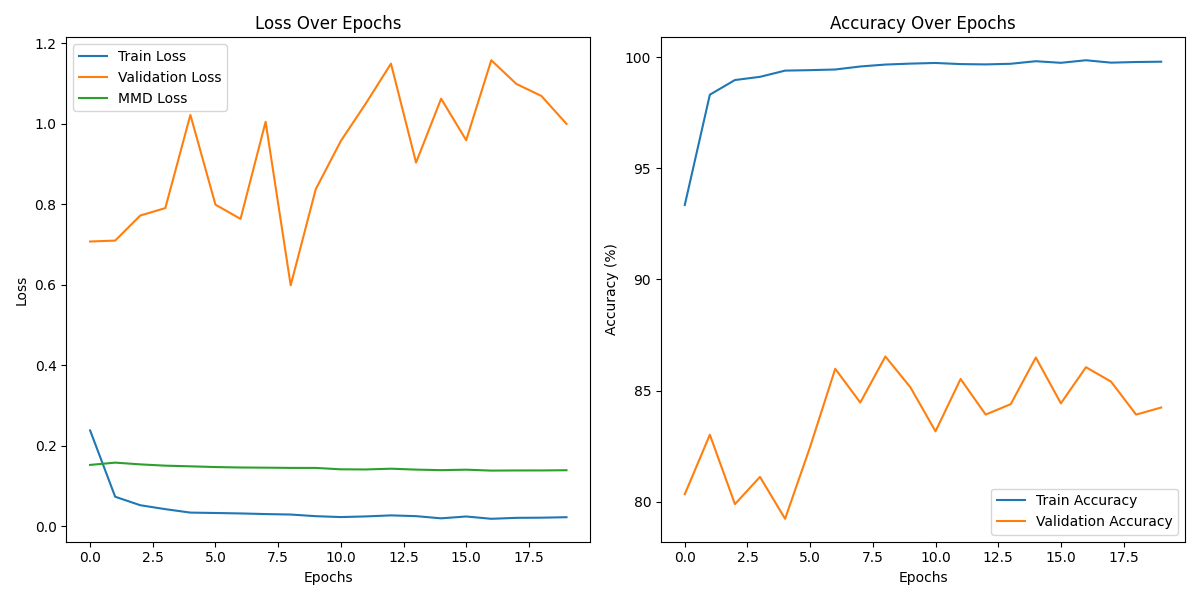 Loss Over Epochs
Train Loss
Validation Loss
MMD Loss
Loss
1.2
1.0
0.8
0.6
0.4
0.2
0.0
0.0 2.5 5.0 7.5 10.0 12.5 15.0 17.5
Epochs
Accuracy Over Epochs
Accuracy (%)
100
95
90
85
80
Train Accuracy
Validation Accuracy
0.0 2.5 5.0 7.5 10.0 12.5 15.0 17.5
Epochs